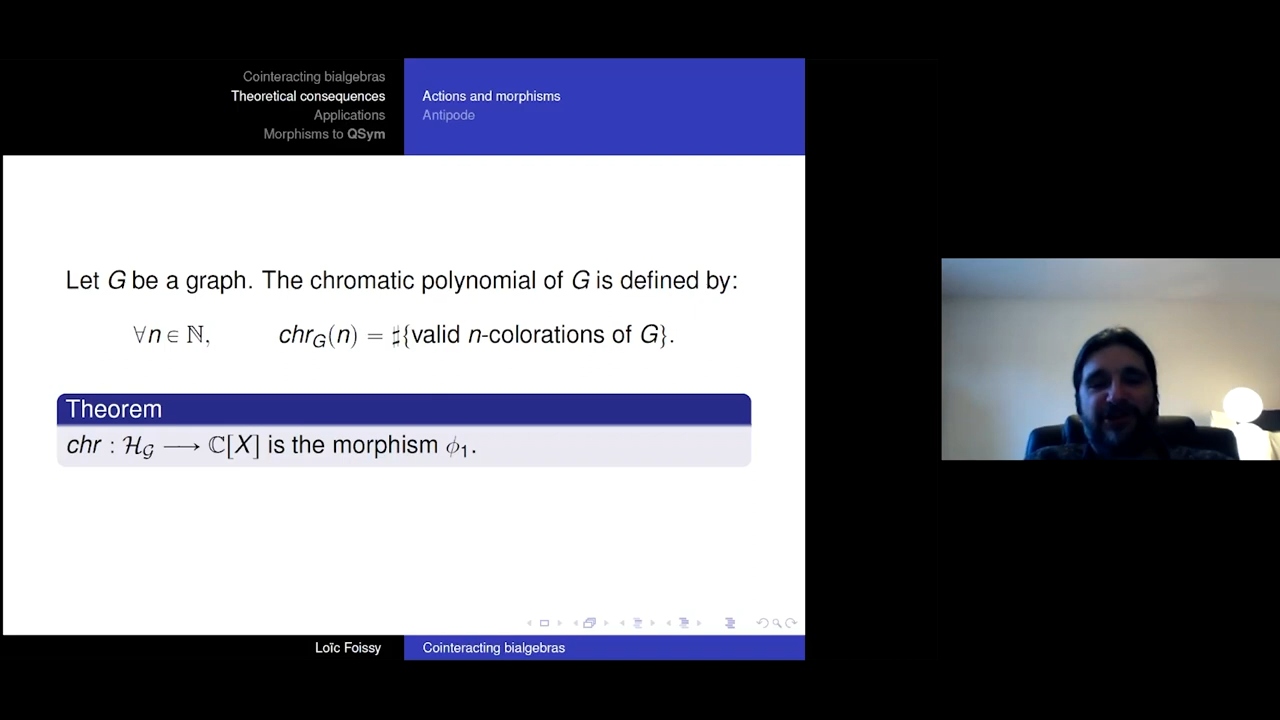 Cointeracting bialgebras
Theoretical consequences
Applications
Morphisms to QSym
Actions and morphisms
Antipode
Let G be a graph. The chromatic polynomial of G is defined by:
∀n ∈ ℕ, chr_G(n) = ♯{valid n-colorations of G}.
Theorem
chr : H_G ⟶ ℂ[X] is the morphism ϕ₁.
Loïc Foissy
Cointeracting bialgebras